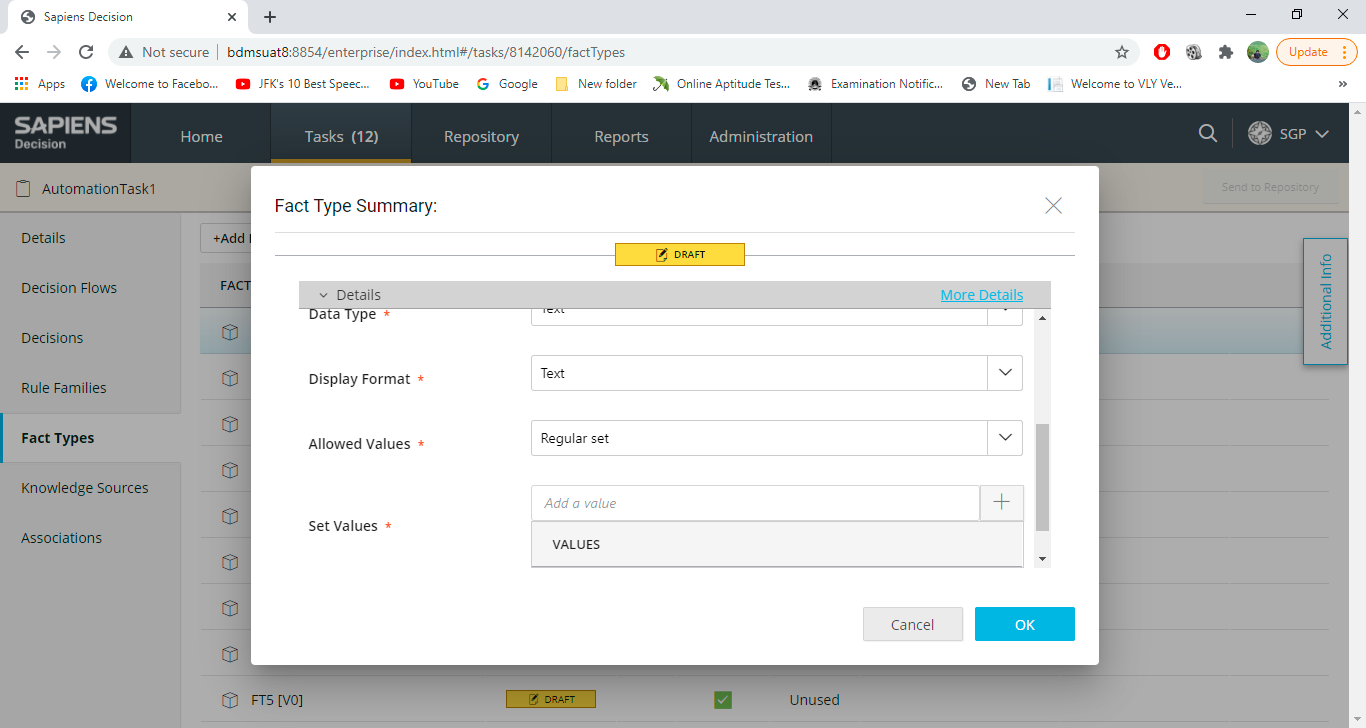 Sapiens Decision
Not secure
bdmsuat8:8854/enterprise/index.html#/tasks/8142060/factTypes
Update
Apps
Welcome to Facebo...
JFK's 10 Best Speec...
YouTube
Google
New folder
Online Aptitude Tes...
Examination Notific...
New Tab
Welcome to VLY Ve...
»
SAPIENS
Decision
Home
Tasks (12)
Repository
Reports
Administration
SGP
AutomationTask1
Send to Repository
Details
Decision Flows
Decisions
Rule Families
Fact Types
Knowledge Sources
Associations
+Add
FACT
Additional Info
Fact Type Summary:
DRAFT
Details
More Details
Data Type *
Text
Display Format *
Text
Allowed Values *
Regular set
Set Values *
Add a value
VALUES
Cancel
OK
FT5 [V0]
DRAFT
Unused